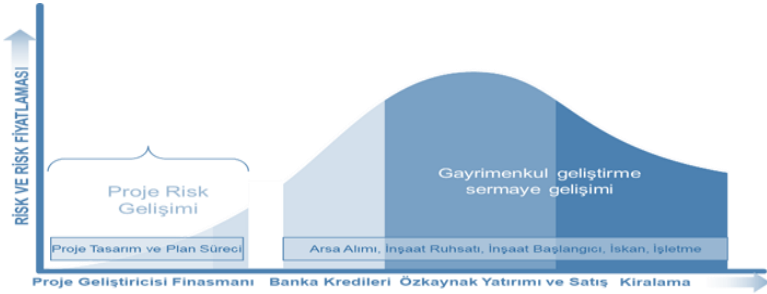 RİSK VE RİSK FİYATLAMASI
Proje Risk
Gelişimi
Gayrimenkul geliştirme
sermaye gelişimi
Proje Tasarım ve Plan Süreci
Arsa Alımı, İnşaat Ruhsatı, İnşaat Başlangıcı, İskan, İşletme
Proje Geliştiricisi Finasmanı Banka Kredileri Özkaynak Yatırımı ve Satış Kiralama